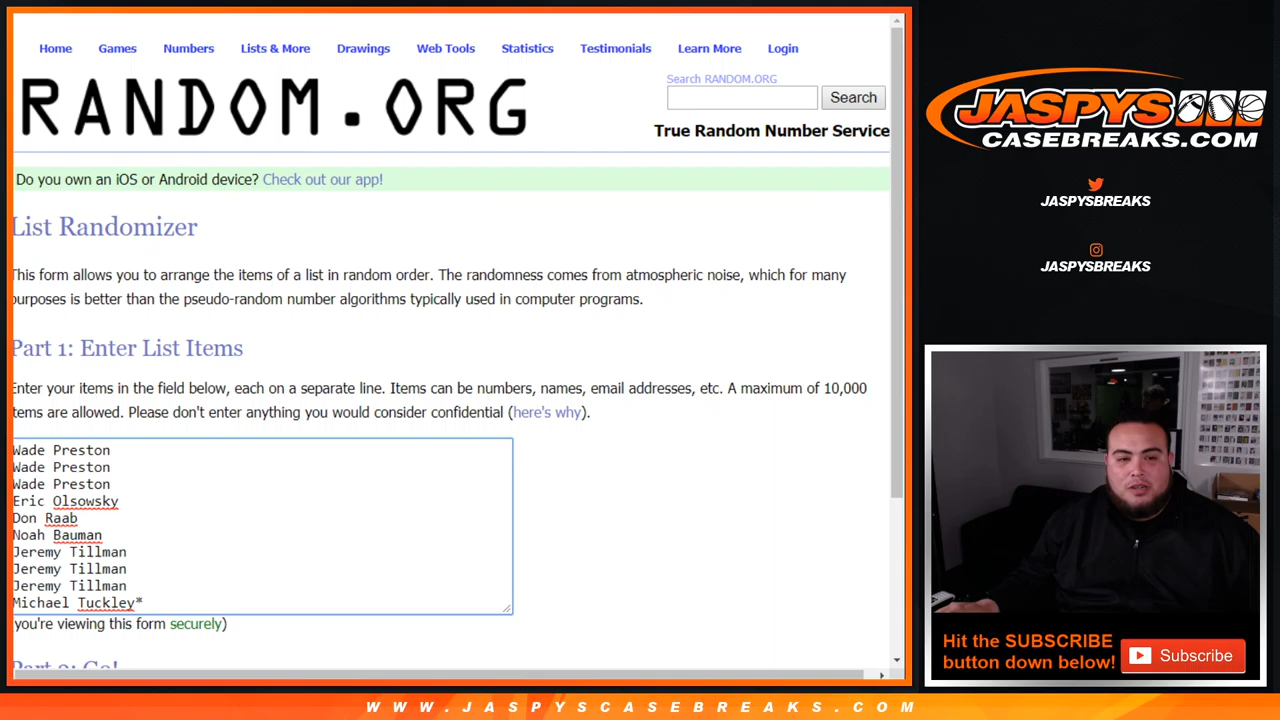 Home Games Numbers Lists & More Drawings Web Tools Statistics Testimonials Learn More Login
RANDOM.ORG
Search RANDOM.ORG
Search
True Random Number Service
Do you own an iOS or Android device? Check out our app!
List Randomizer
This form allows you to arrange the items of a list in random order. The randomness comes from atmospheric noise, which for many
purposes is better than the pseudo-random number algorithms typically used in computer programs.
Part 1: Enter List Items
Enter your items in the field below, each on a separate line. Items can be numbers, names, email addresses, etc. A maximum of 10,000
items are allowed. Please don't enter anything you would consider confidential (here's why).
Wade Preston
Wade Preston
Wade Preston
Eric Olsowsky
Don Raab
Noah Bauman
Jeremy Tillman
Jeremy Tillman
Jeremy Tillman
Michael Tuckley*
(you're viewing this form securely)
Part 2: Go!
JASPYS
CASEBREAKS.COM
JASPYSBREAKS
JASPYSBREAKS
Hit the SUBSCRIBE
button down below!
Subscribe
WWW.JASPYSCASEBREAKS.COM